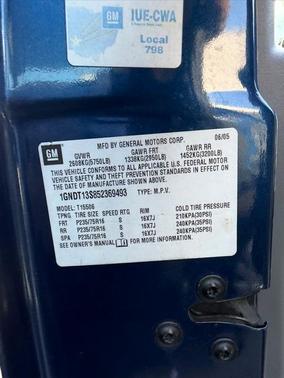 GM
IUE-CWA
Local
798
GM
MFD BY GENERAL MOTORS CORP. 06/05
GVWR GAWR FRT GAWR RR
2608KG(5750LB) 1338KG(2950LB) 1452KG(3200LB)
THIS VEHICLE CONFORMS TO ALL APPLICABLE U.S. FEDERAL MOTOR
VEHICLE SAFETY AND THEFT PREVENTION STANDARDS IN EFFECT ON
THE DATE OF MANUFACTURE SHOWN ABOVE.
1GNDT13S852369493 TYPE: M.P.V.
MODEL: T15506
TPNG TIRE SIZE SPEED RTG RIM COLD TIRE PRESSURE
FRT P235/75R16 S 16X7J 210KPA(30PSI)
RR P235/75R16 S 16X7J 240KPA(35PSI)
SPA P235/75R16 S 16X7J 240KPA(35PSI)
SEE OWNER'S MANUAL FOR MORE INFORMATION